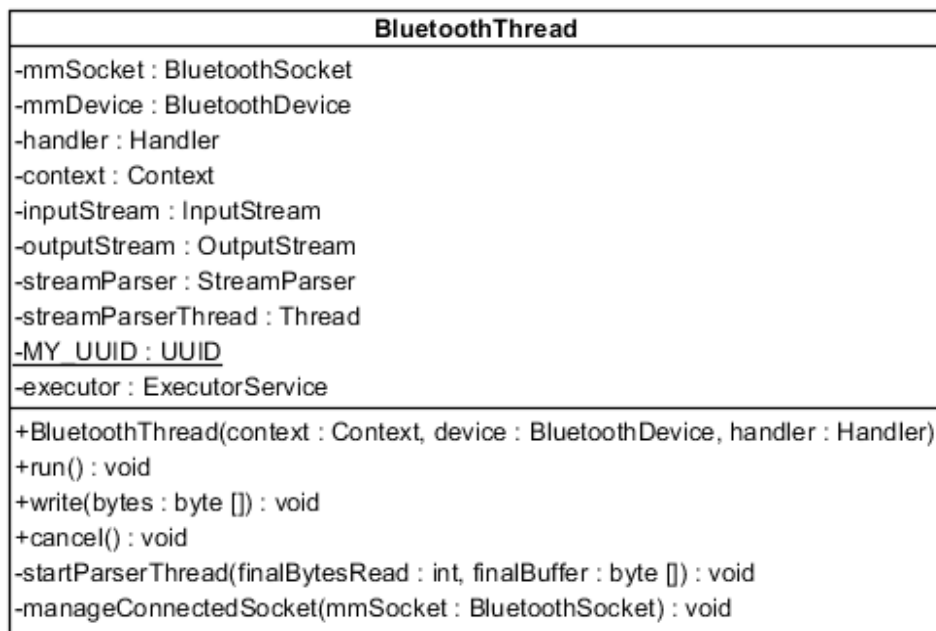 BluetoothThread
-mmSocket : BluetoothSocket
-mmDevice : BluetoothDevice
-handler : Handler
-context : Context
-inputStream : InputStream
-outputStream : OutputStream
-streamParser : StreamParser
-streamParserThread : Thread
-MY_UUID : UUID
-executor : ExecutorService
+BluetoothThread(context : Context, device : BluetoothDevice, handler : Handler)
+run() : void
+write(bytes : byte []) : void
+cancel() : void
-startParserThread(finalBytesRead : int, finalBuffer : byte []) : void
-manageConnectedSocket(mmSocket : BluetoothSocket) : void